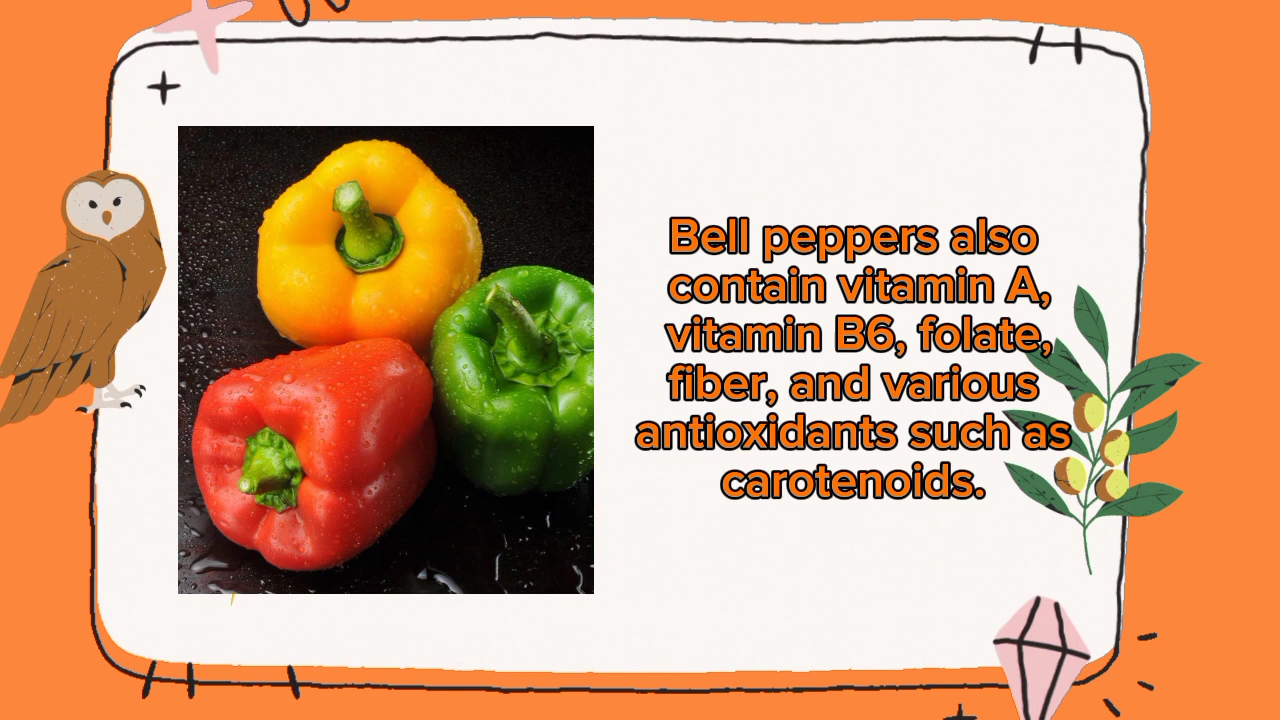 Bell peppers also
contain vitamin A,
vitamin B6, folate,
fiber, and various
antioxidants such as
carotenoids.